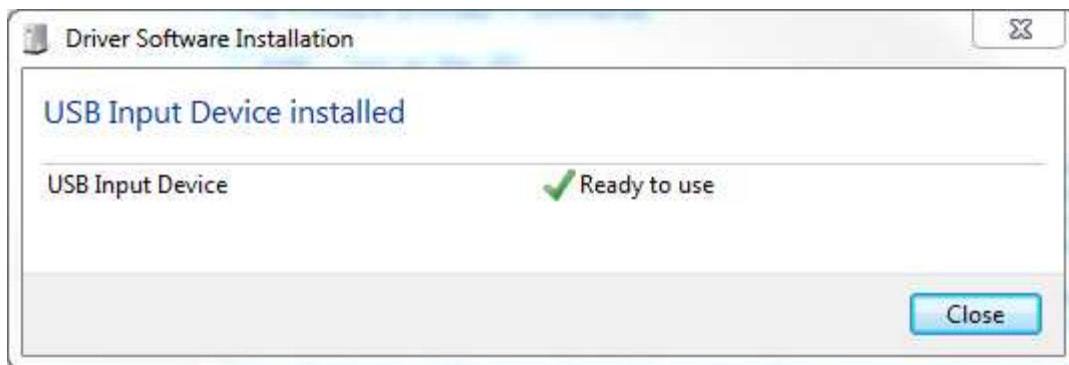 Driver Software Installation
USB Input Device installed
USB Input Device Ready to use
Close